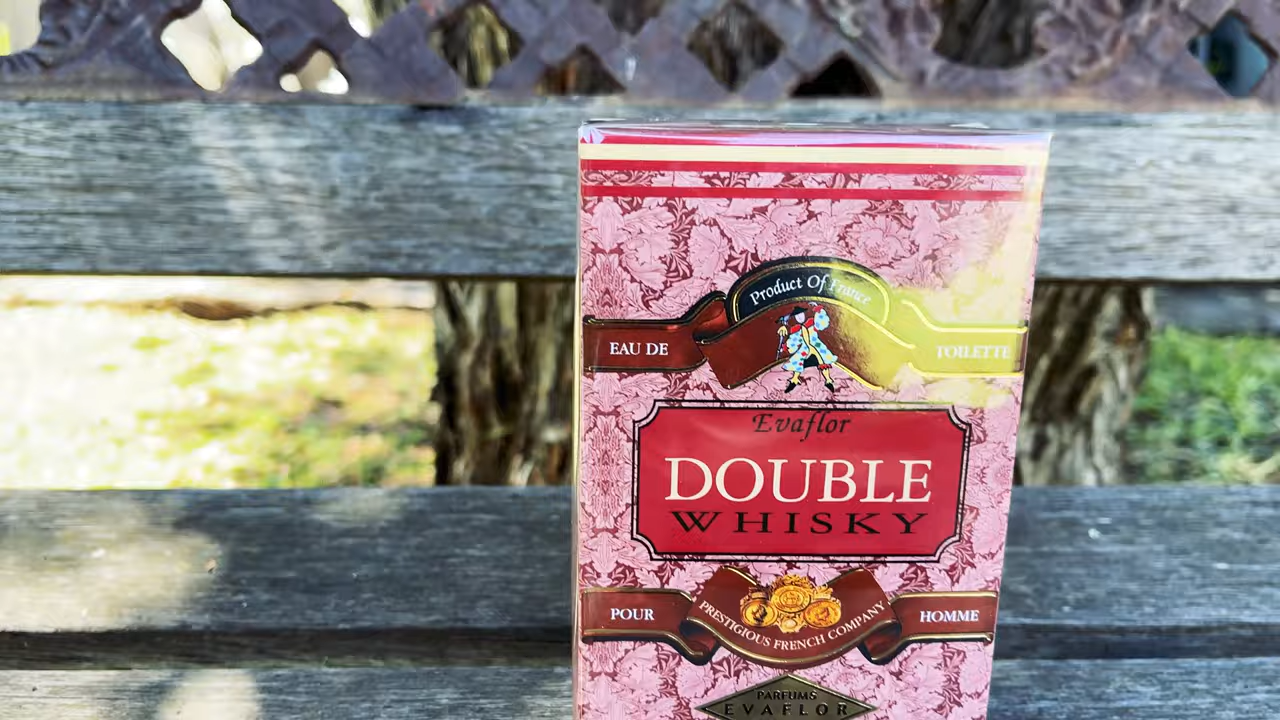 Product Of France
EAU DE TOILETTE
Evaflor
DOUBLE
WHISKY
POUR HOMME
PRESTIGIOUS FRENCH COMPANY
PARFUMS
EVAFLOR